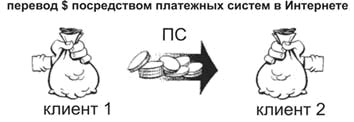 перевод $ посредством платежных систем в Интернете
ПС
клиент 1
клиент 2